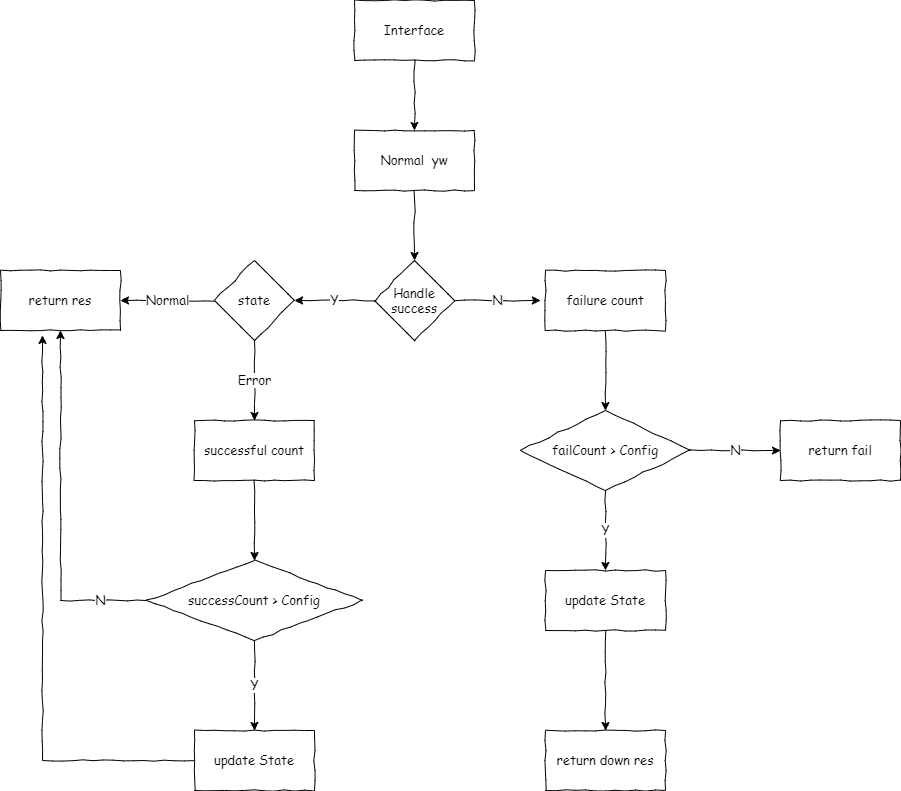 Interface
Normal  yw
Handle
success
Y
N
state
Normal
return res
failure count
Error
successful count
failCount > Config
N
return fail
Y
successCount > Config
N
update State
Y
update State
return down res